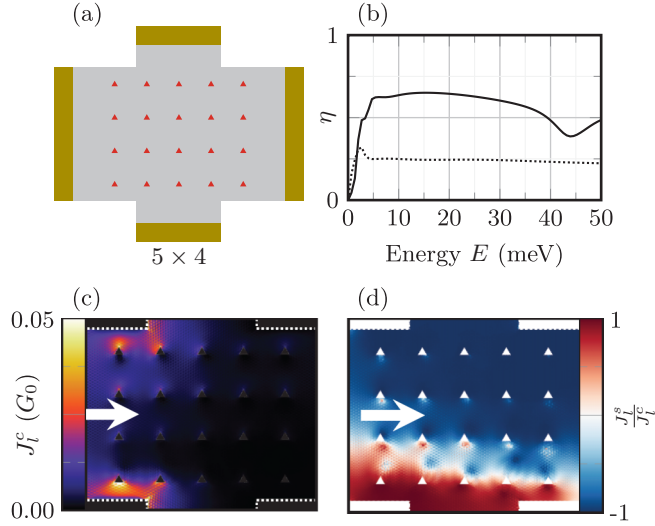 (a)
5 × 4
(b)
1
η
0
0 10 20 30 40 50
Energy E (meV)
(c)
0.05
J_l^c (G_0)
0.00
(d)
1
J_l^s
J_l^c
-1